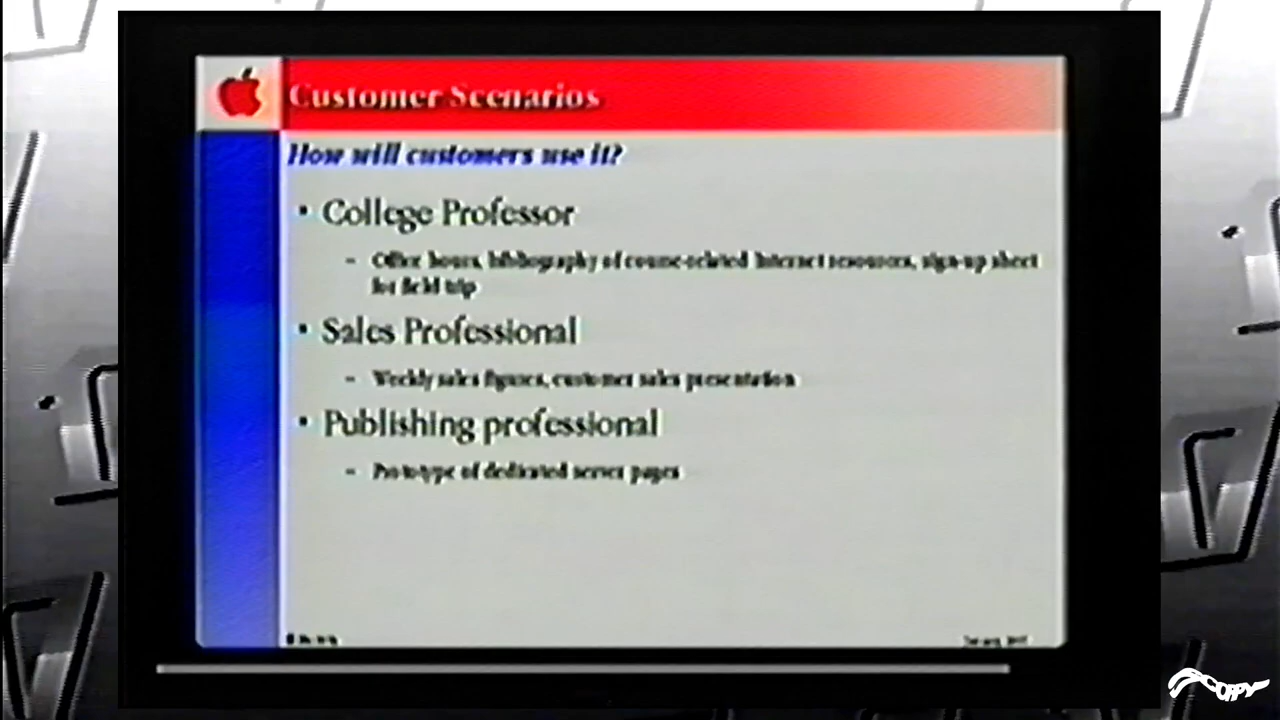 Customer Scenarios
How will customers use it?
• College Professor
– Office hours, bibliography of course-related Internet resources, sign-up sheet
for field trip
• Sales Professional
– Weekly sales figures, customer sales presentation
• Publishing professional
– Prototype of dedicated server pages
COPY